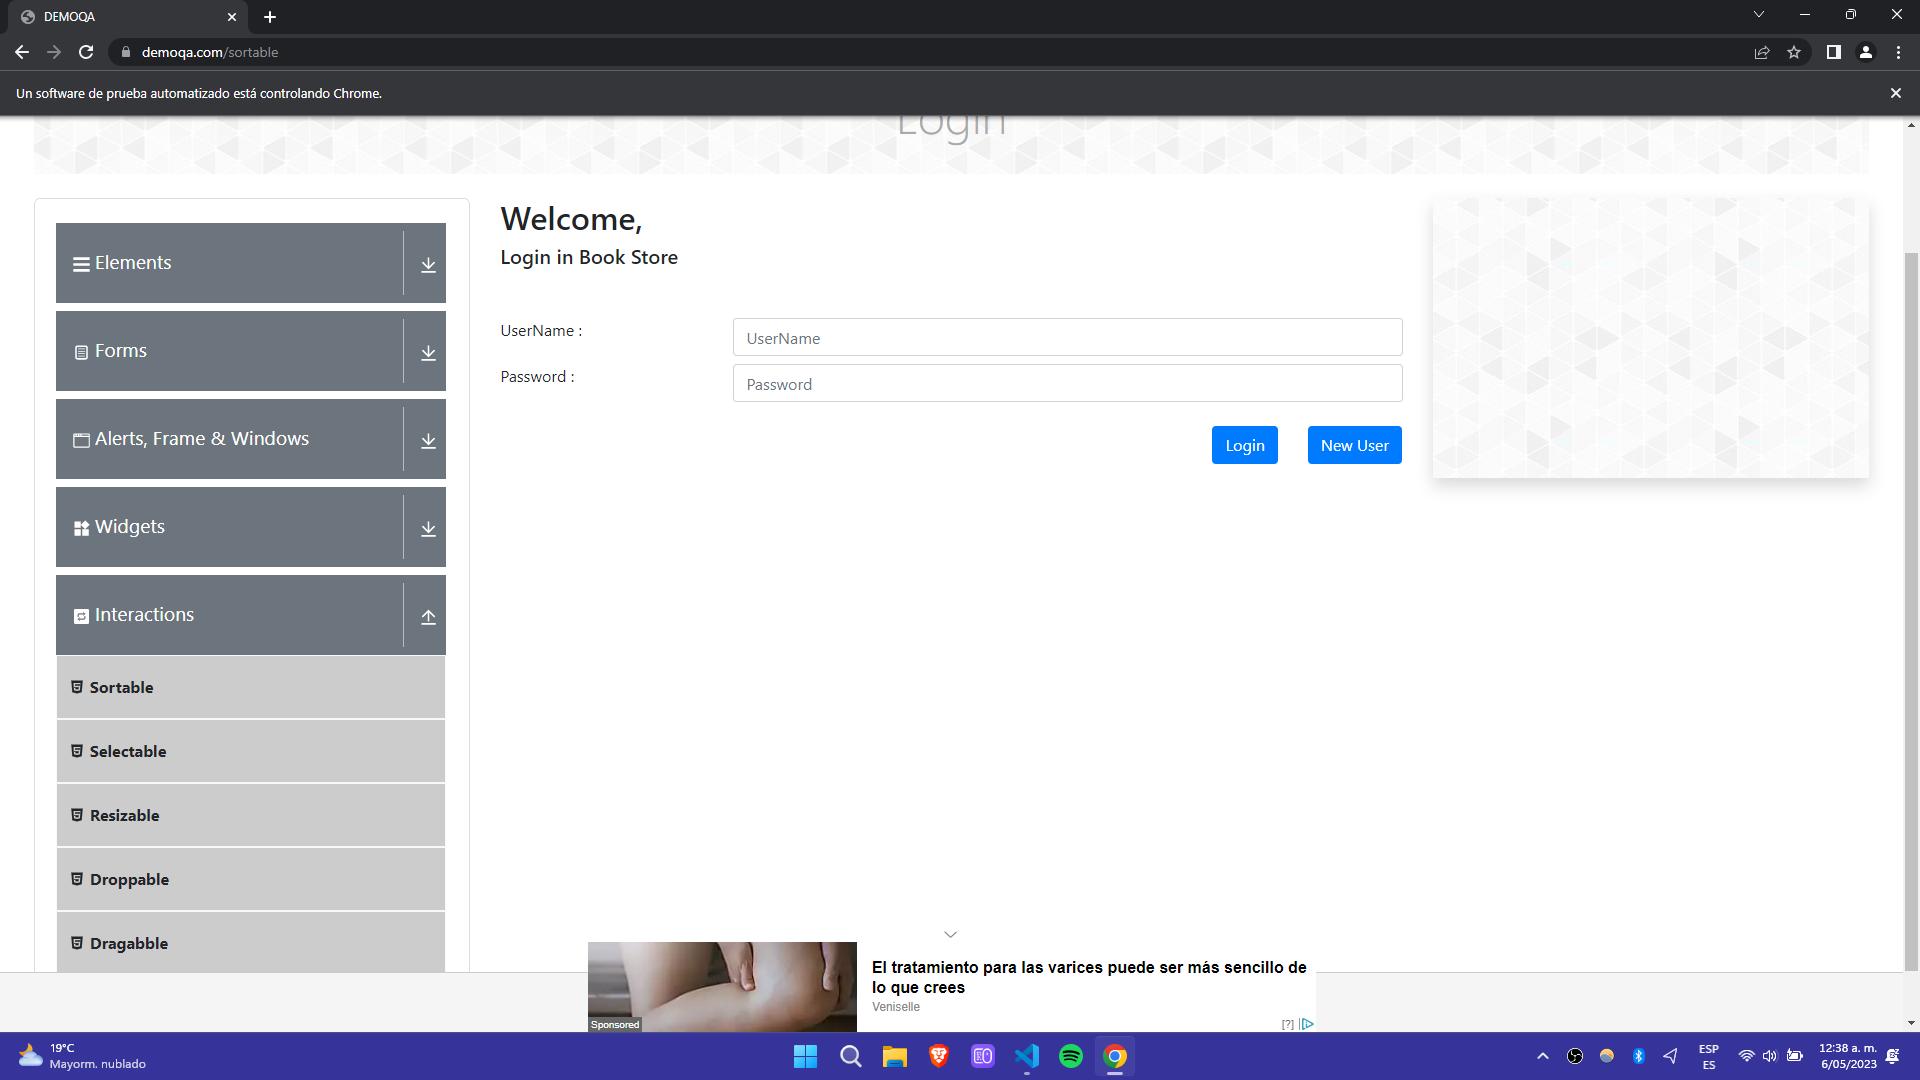 DEMOQA
demoqa.com/sortable
Un software de prueba automatizado está controlando Chrome.
Login
Elements
Forms
Alerts, Frame & Windows
Widgets
Interactions
Sortable
Selectable
Resizable
Droppable
Dragabble
Welcome,
Login in Book Store
UserName :
UserName
Password :
Password
Login
New User
El tratamiento para las varices puede ser más sencillo de
lo que crees
Veniselle
Sponsored
[?]
19°C
Mayorm. nublado
ESP
ES
12:38 a. m.
6/05/2023